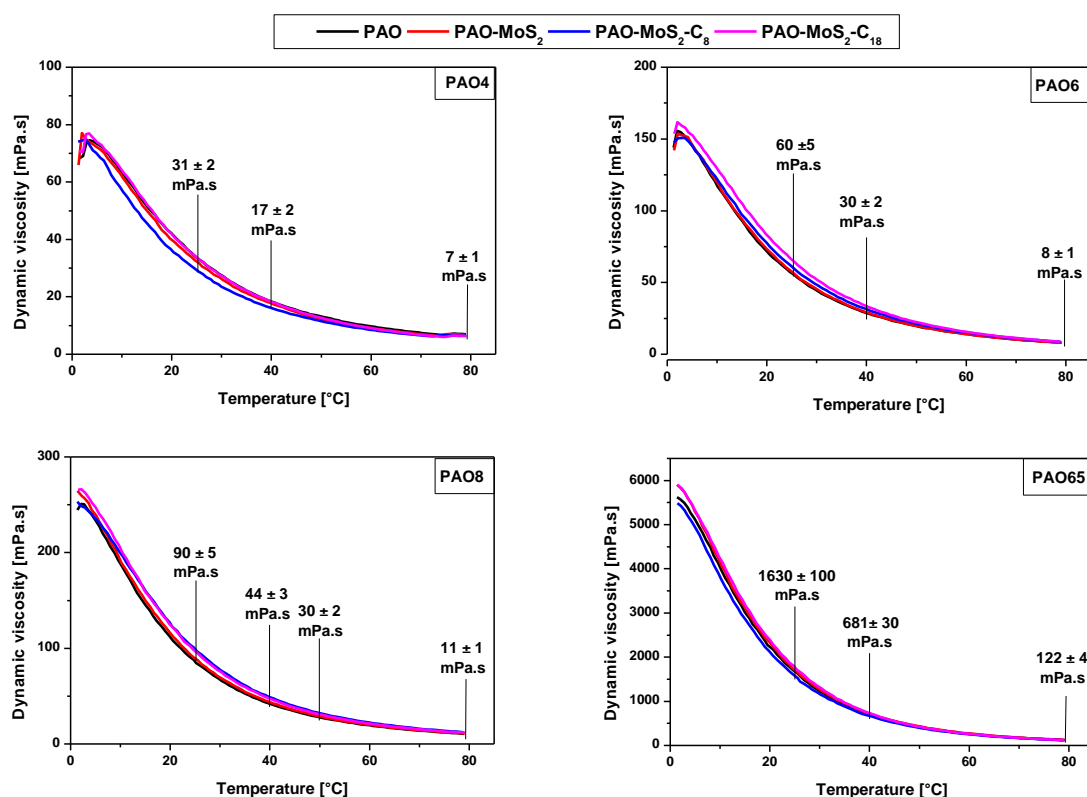 PAO PAO-MoS₂ PAO-MoS₂-C₈ PAO-MoS₂-C₁₈
PAO4
Dynamic viscosity [mPa.s]
100
80
60
40
20
0
31 ± 2
mPa.s
17 ± 2
mPa.s
7 ± 1
mPa.s
0 20 40 60 80
Temperature [°C]
PAO6
Dynamic viscosity [mPa.s]
200
150
100
50
0
60 ±5
mPa.s
30 ± 2
mPa.s
8 ± 1
mPa.s
0 20 40 60 80
Temperature [°C]
PAO8
Dynamic viscosity [mPa.s]
300
200
100
0
90 ± 5
mPa.s
44 ± 3
mPa.s
30 ± 2
mPa.s
11 ± 1
mPa.s
0 20 40 60 80
Temperature [°C]
PAO65
Dynamic viscosity [mPa.s]
6000
5000
4000
3000
2000
1000
0
1630 ± 100
mPa.s
681± 30
mPa.s
122 ± 4
mPa.s
0 20 40 60 80
Temperature [°C]